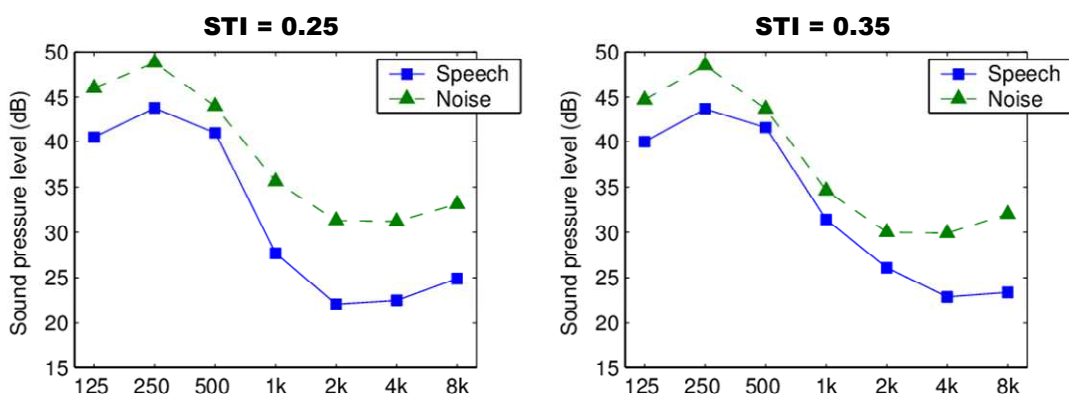 STI = 0.25
Sound pressure level (dB)
50
45
40
35
30
25
20
15
125 250 500 1k 2k 4k 8k
Speech
Noise
STI = 0.35
Sound pressure level (dB)
50
45
40
35
30
25
20
15
125 250 500 1k 2k 4k 8k
Speech
Noise